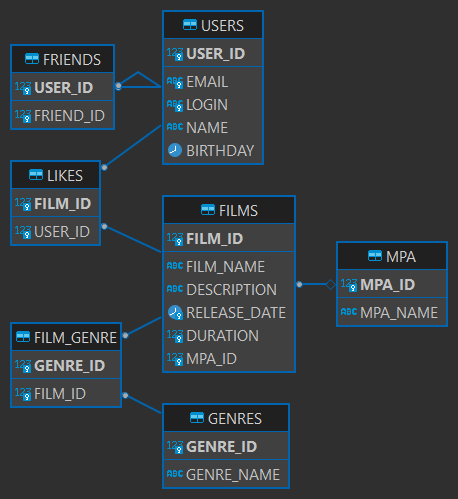 USERS
USER_ID
EMAIL
LOGIN
NAME
BIRTHDAY
FRIENDS
USER_ID
FRIEND_ID
LIKES
FILM_ID
USER_ID
FILMS
FILM_ID
FILM_NAME
DESCRIPTION
RELEASE_DATE
DURATION
MPA_ID
MPA
MPA_ID
MPA_NAME
FILM_GENRE
GENRE_ID
FILM_ID
GENRES
GENRE_ID
GENRE_NAME